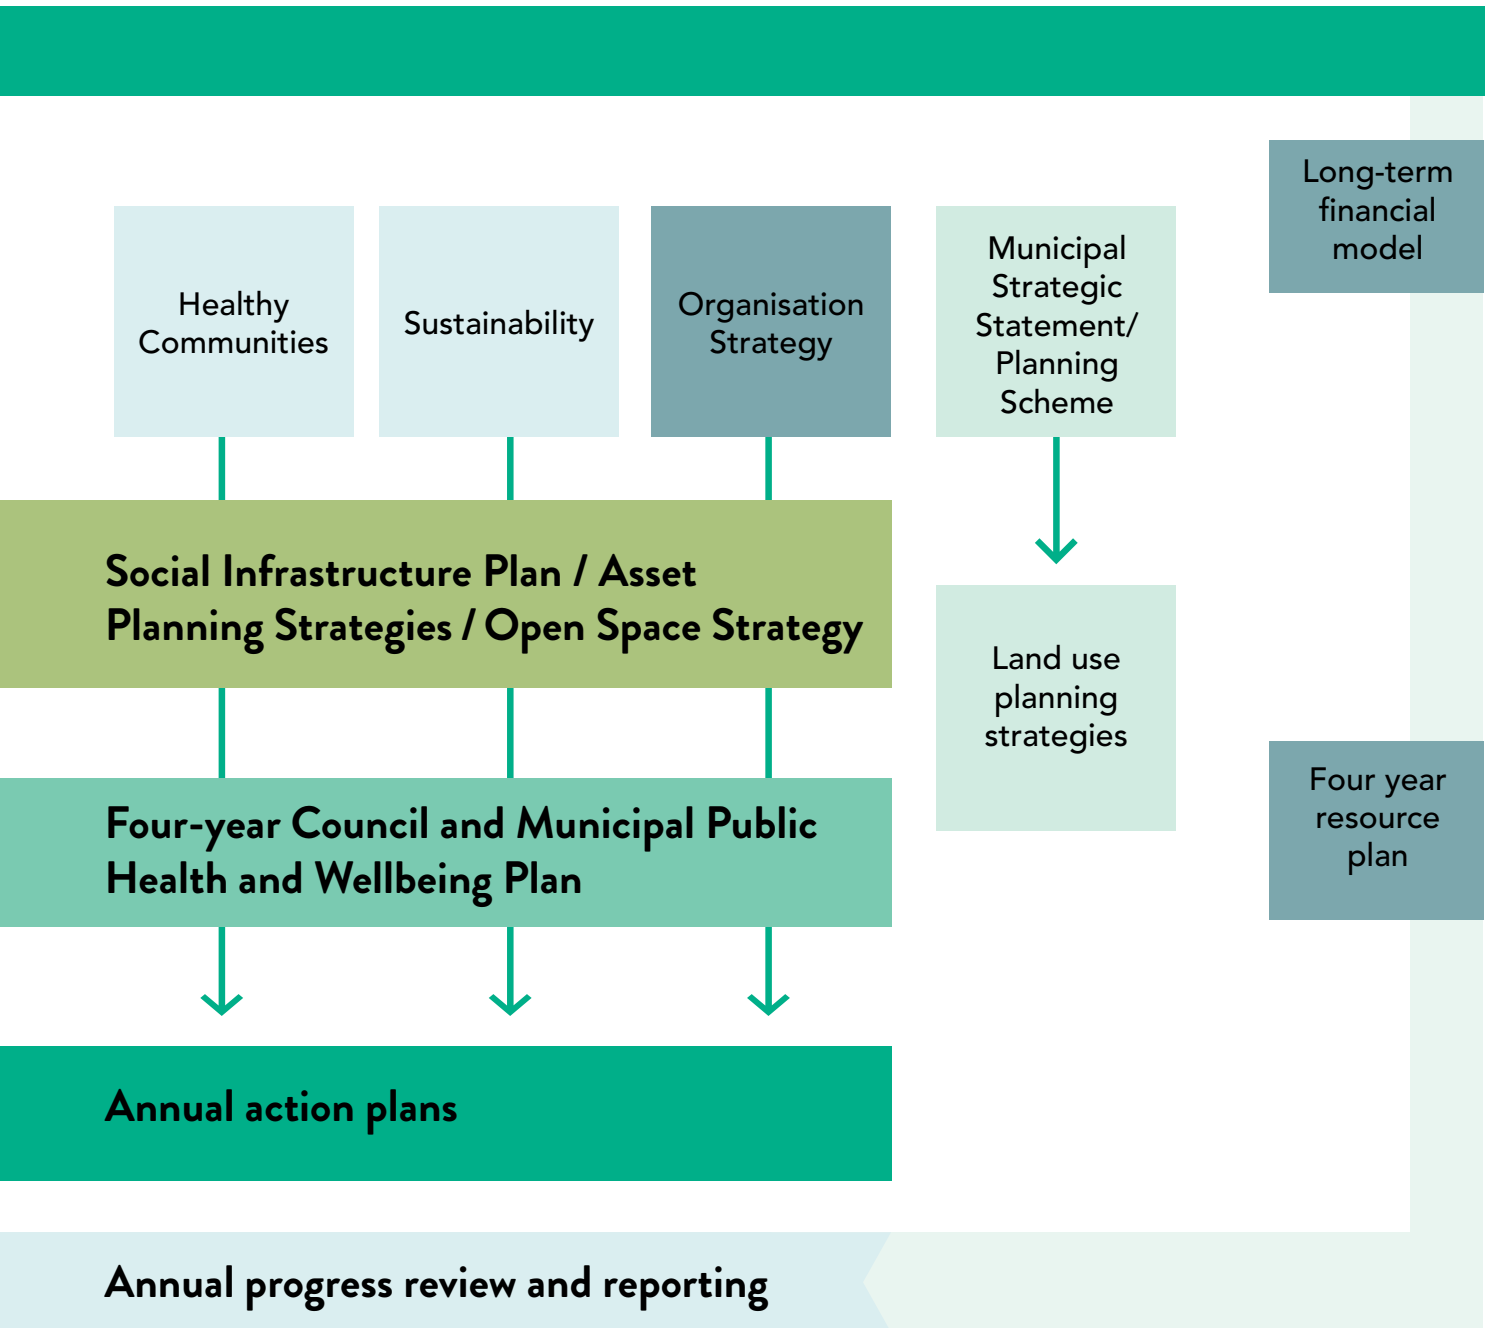 Long-term
financial
model
Healthy
Communities
Sustainability
Organisation
Strategy
Municipal
Strategic
Statement/
Planning
Scheme
Social Infrastructure Plan / Asset
Planning Strategies / Open Space Strategy
Land use
planning
strategies
Four year
resource
plan
Four-year Council and Municipal Public
Health and Wellbeing Plan
Annual action plans
Annual progress review and reporting